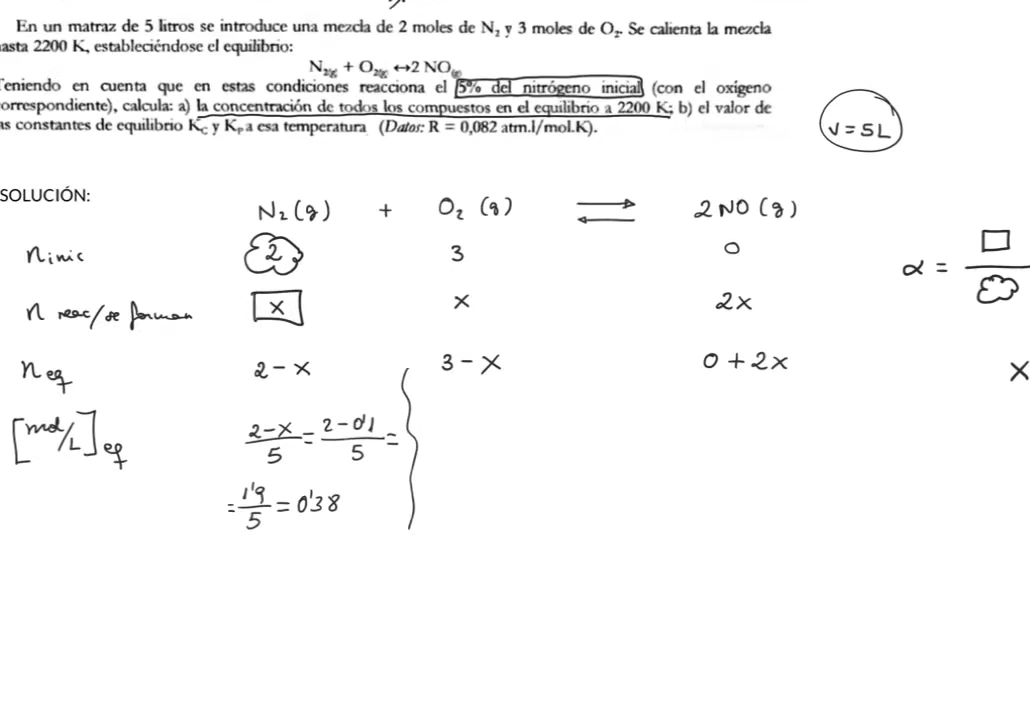 En un matraz de 5 litros se introduce una mezcla de 2 moles de N₂ y 3 moles de O₂. Se calienta la mezcla
asta 2200 K, estableciéndose el equilibrio:
N₂(g) + O₂(g) ↔2 NO(g)
Teniendo en cuenta que en estas condiciones reacciona el 5% del nitrógeno inicial (con el oxígeno
orrespondiente), calcula: a) la concentración de todos los compuestos en el equilibrio a 2200 K; b) el valor de
as constantes de equilibrio K_C y K_P a esa temperatura (Datos: R = 0,082 atm.l/mol.K).
V = 5L
SOLUCIÓN:
N₂ (g) + O₂ (g) ⇌ 2 NO (g)
n inic 2 3 0
α = □ / 
n reac/se forman x x 2x
n eq 2 - x 3 - x 0 + 2x x
[mol/L] eq 2-x/5 = 2-0'1/5 =
= 1'9/5 = 0'38